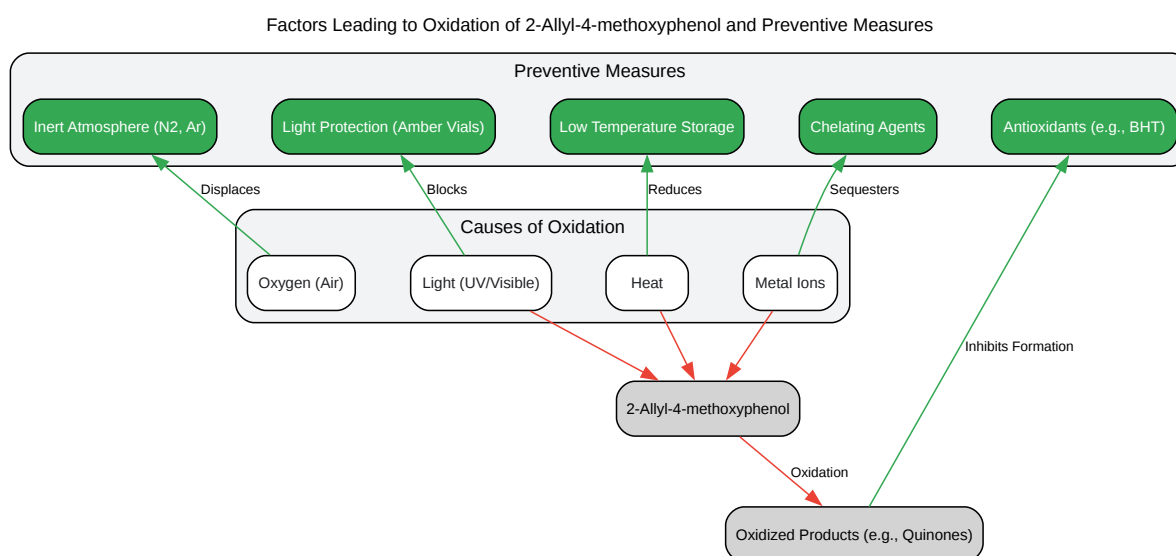 Factors Leading to Oxidation of 2-Allyl-4-methoxyphenol and Preventive Measures
Preventive Measures
Inert Atmosphere (N2, Ar)
Light Protection (Amber Vials)
Low Temperature Storage
Chelating Agents
Antioxidants (e.g., BHT)
Displaces
Blocks
Reduces
Sequesters
Causes of Oxidation
Oxygen (Air)
Light (UV/Visible)
Heat
Metal Ions
Inhibits Formation
2-Allyl-4-methoxyphenol
Oxidation
Oxidized Products (e.g., Quinones)